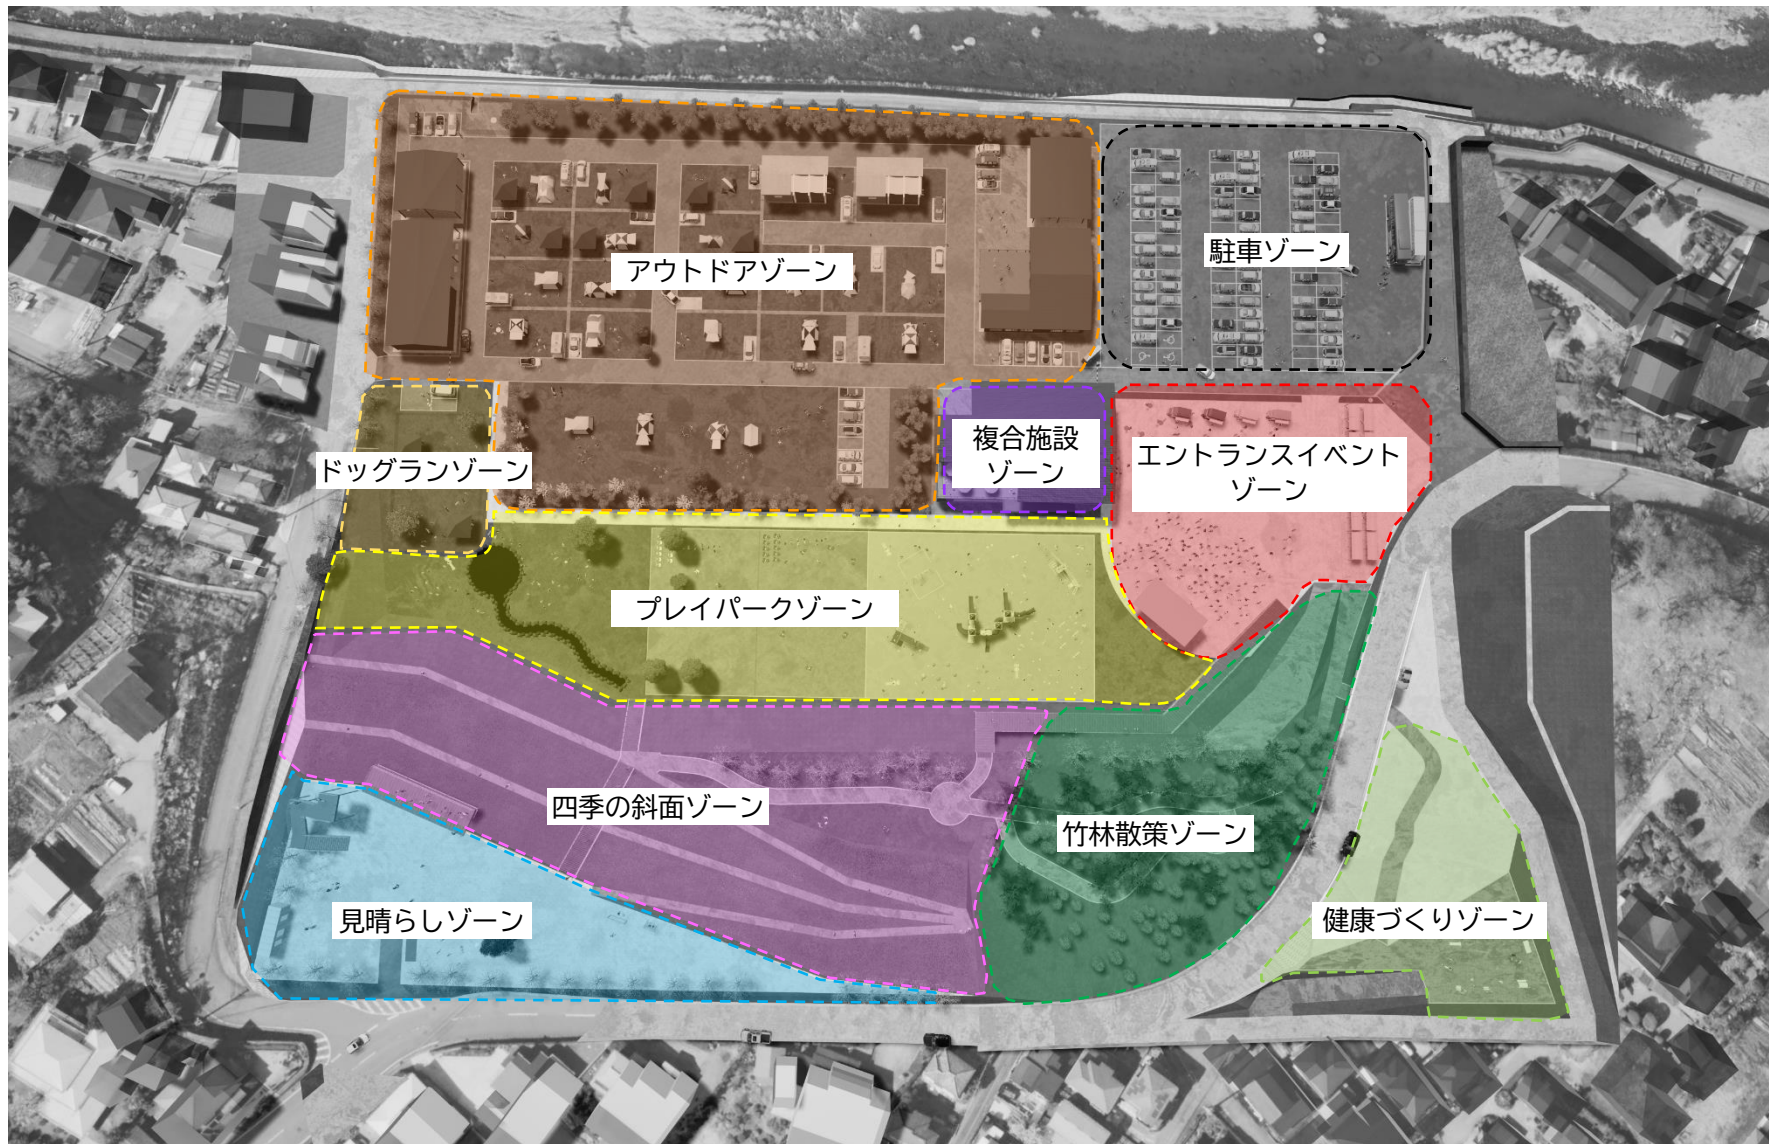 アウトドアゾーン
駐車ゾーン
ドッグランゾーン
複合施設
ゾーン
エントランスイベント
ゾーン
プレイパークゾーン
四季の斜面ゾーン
竹林散策ゾーン
見晴らしゾーン
健康づくりゾーン